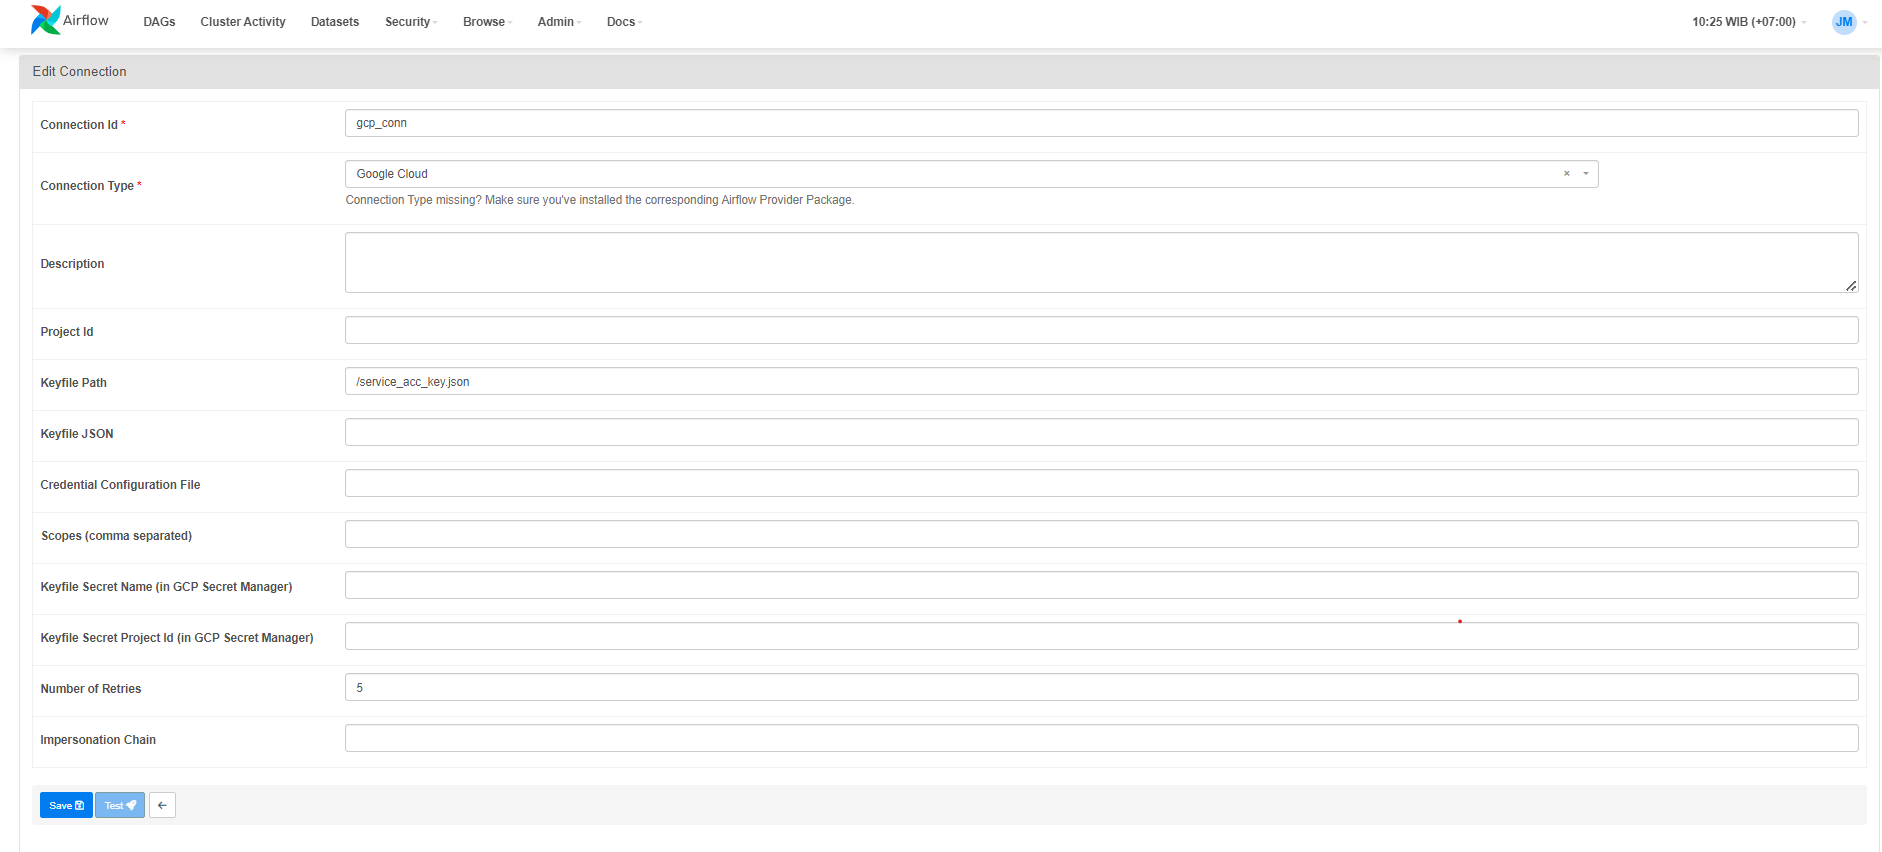 Airflow DAGs Cluster Activity Datasets Security Browse Admin Docs 10:25 WIB (+07:00) JM
Edit Connection
Connection Id * gcp_conn
Connection Type * Google Cloud × 
Connection Type missing? Make sure you've installed the corresponding Airflow Provider Package.
Description
Project Id
Keyfile Path /service_acc_key.json
Keyfile JSON
Credential Configuration File
Scopes (comma separated)
Keyfile Secret Name (in GCP Secret Manager)
Keyfile Secret Project Id (in GCP Secret Manager)
Number of Retries 5
Impersonation Chain
Save Test ←